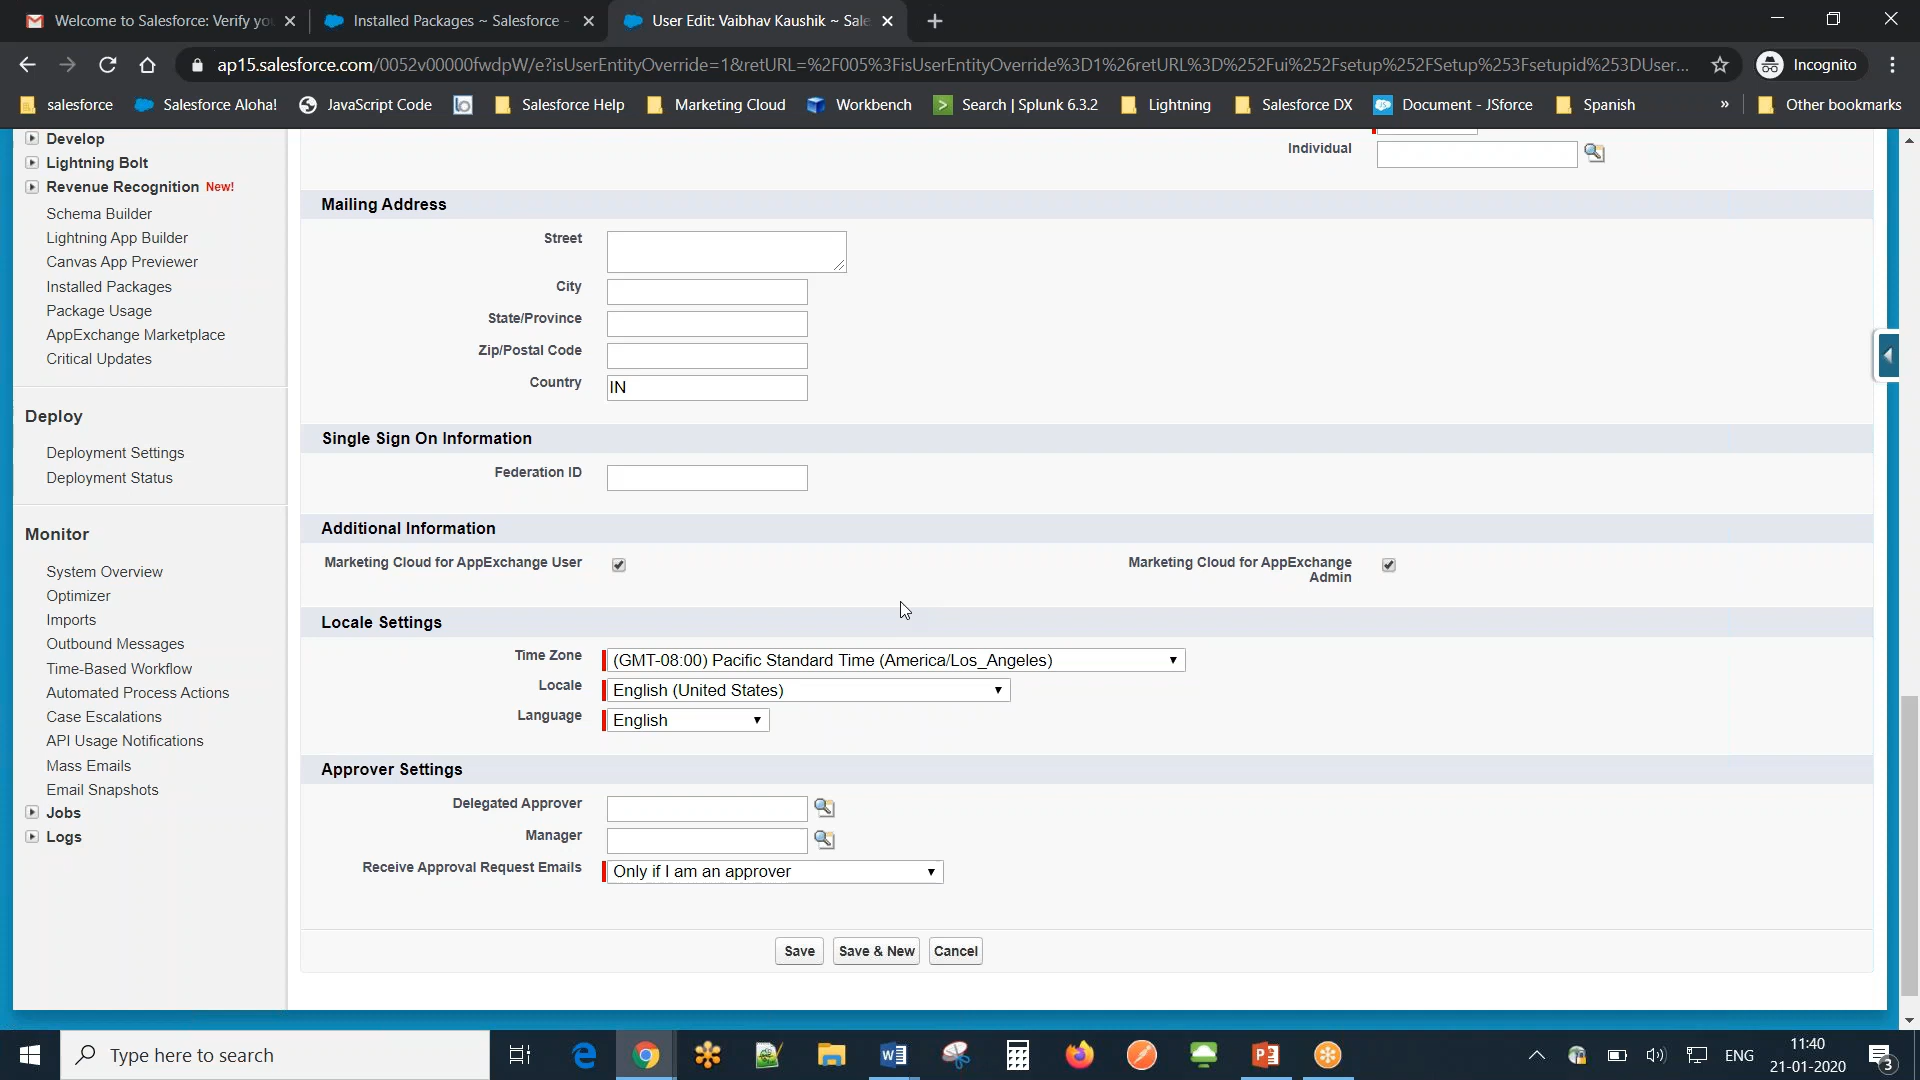 Welcome to Salesforce: Verify yo
Installed Packages ~ Salesforce -
User Edit: Vaibhav Kaushik ~ Sale
ap15.salesforce.com/0052v00000fwdpW/e?isUserEntityOverride=1&retURL=%2F005%3FisUserEntityOverride%3D1%26retURL%3D%252Fui%252Fsetup%252FSetup%253Fsetupid%253DUser...
Incognito
salesforce
Salesforce Aloha!
JavaScript Code
Salesforce Help
Marketing Cloud
Workbench
Search | Splunk 6.3.2
Lightning
Salesforce DX
Document - JSforce
Spanish
»
Other bookmarks
Develop
Lightning Bolt
Revenue Recognition New!
Schema Builder
Lightning App Builder
Canvas App Previewer
Installed Packages
Package Usage
AppExchange Marketplace
Critical Updates
Deploy
Deployment Settings
Deployment Status
Monitor
System Overview
Optimizer
Imports
Outbound Messages
Time-Based Workflow
Automated Process Actions
Case Escalations
API Usage Notifications
Mass Emails
Email Snapshots
Jobs
Logs
Individual
Mailing Address
Street
City
State/Province
Zip/Postal Code
Country IN
Single Sign On Information
Federation ID
Additional Information
Marketing Cloud for AppExchange User
Marketing Cloud for AppExchange
Admin
Locale Settings
Time Zone (GMT-08:00) Pacific Standard Time (America/Los_Angeles)
Locale English (United States)
Language English
Approver Settings
Delegated Approver
Manager
Receive Approval Request Emails Only if I am an approver
Save
Save & New
Cancel
Type here to search
ENG
11:40
21-01-2020
3